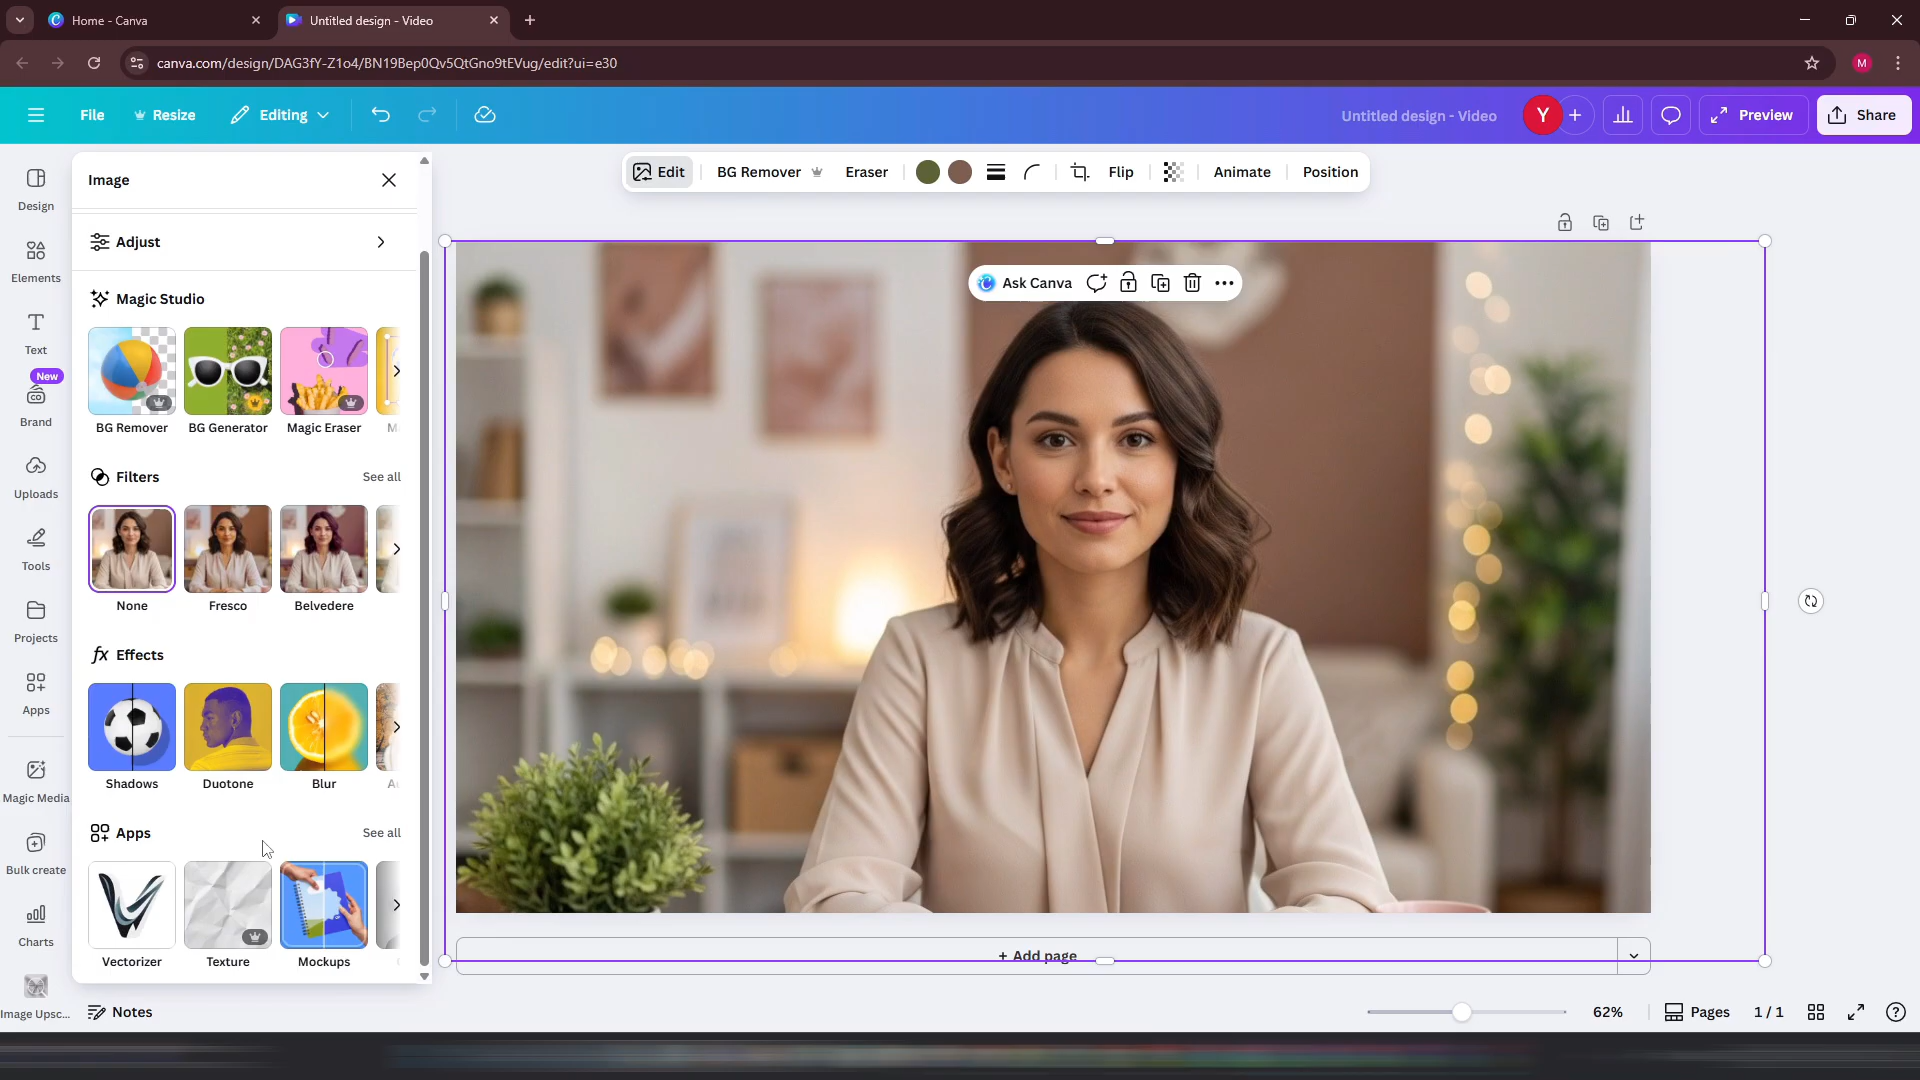 Home - Canva
Untitled design - Video
canva.com/design/DAG3fY-Z1o4/BN19Bep0Qv5QtGno9tEVug/edit?ui=e30
M
File
Resize
Editing
Untitled design - Video
Y
Preview
Share
Design
Elements
Text
New
Brand
Uploads
Tools
Projects
Apps
Magic Media
Bulk create
Charts
Image Upsc...
Image
Adjust
Magic Studio
BG Remover
BG Generator
Magic Eraser
Filters
See all
None
Fresco
Belvedere
Effects
Shadows
Duotone
Blur
Apps
See all
Vectorizer
Texture
Mockups
Edit
BG Remover
Eraser
Flip
Animate
Position
Ask Canva
+ Add page
Notes
62%
Pages
1 / 1